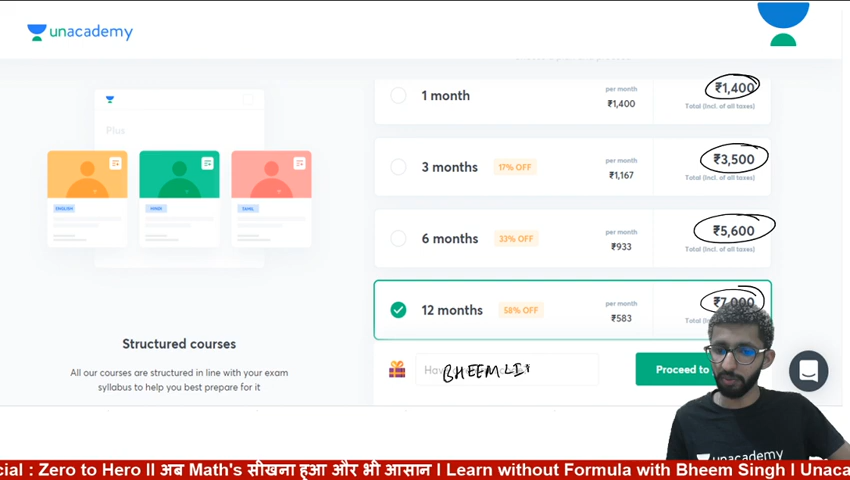 unacademy
1 month
per month
₹1,400
₹1,400
Total (Incl. of all taxes)
Plus
3 months
17% OFF
per month
₹1,167
₹3,500
Total (Incl. of all taxes)
ENGLISH
HINDI
TAMIL
6 months
33% OFF
per month
₹933
₹5,600
Total (Incl. of all taxes)
12 months
58% OFF
per month
₹583
₹7,000
Total
Structured courses
All our courses are structured in line with your exam
syllabus to help you best prepare for it
BHEEMLI
Proceed to
unacademy
cial : Zero to Hero ll अब Math's सीखना हुआ और भी आसान l Learn without Formula with Bheem Singh l Unaca